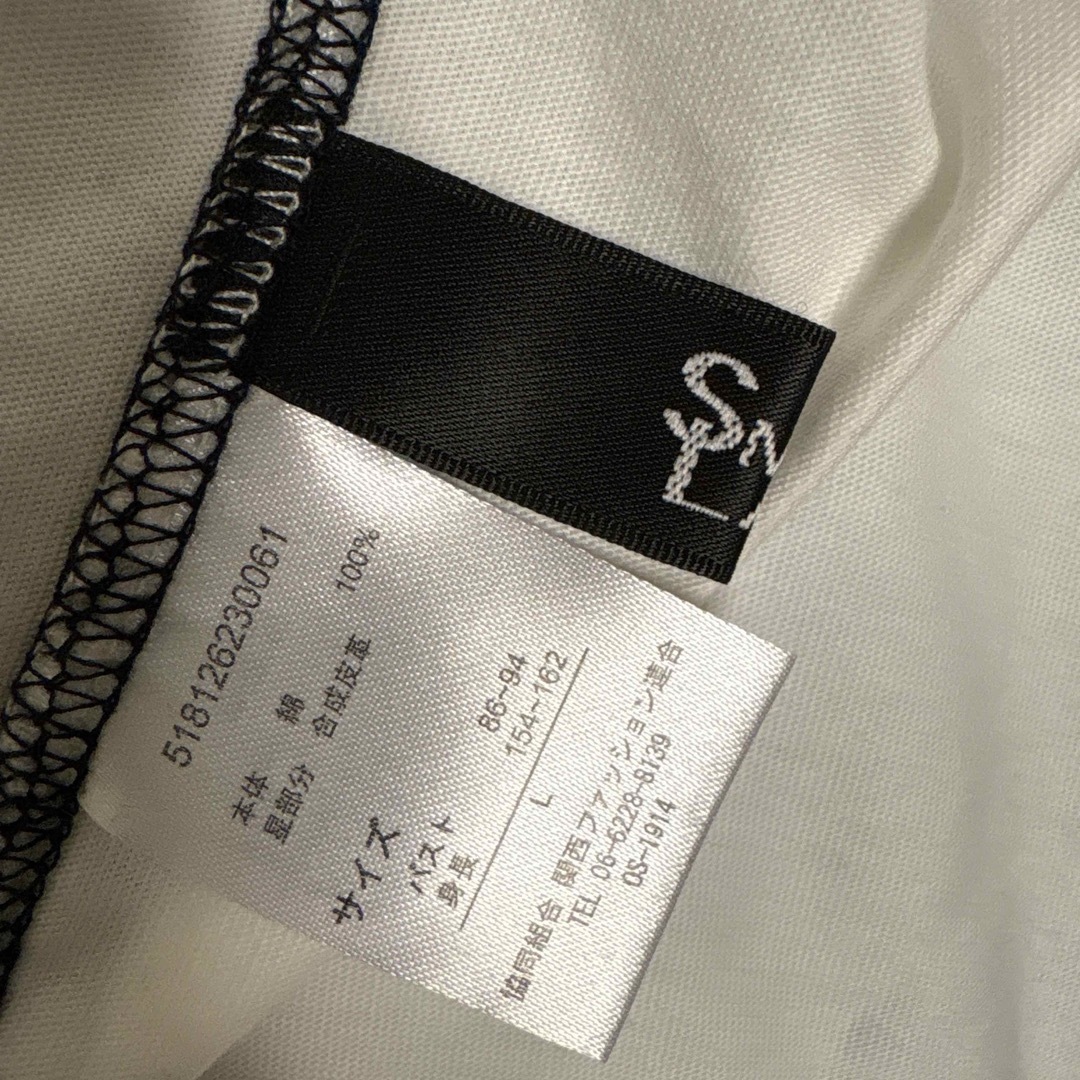 518126230061
本体 綿 100%
星部分 合成皮革
サイズ
バスト 86~94
身長 154~162
L
協同組合 関西ファッション連合
TEL 06-6228-8139
OS-1914